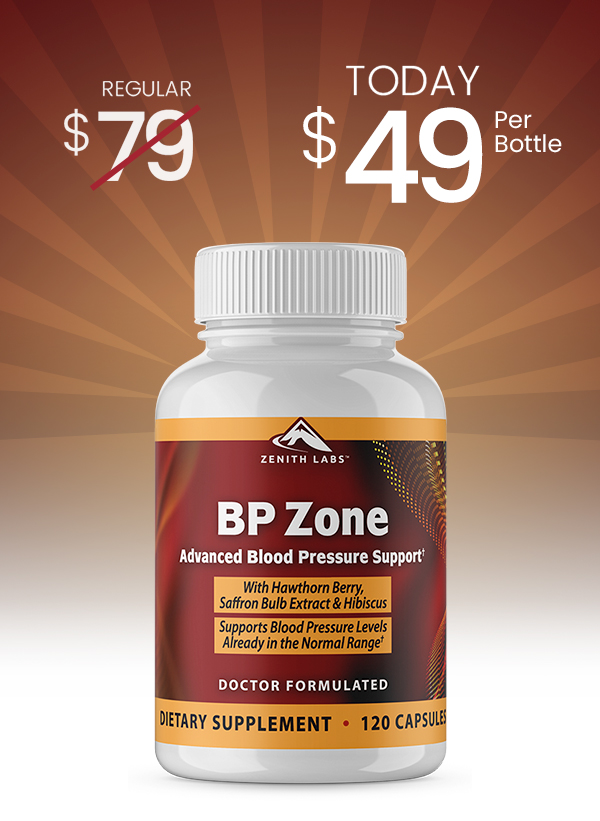 REGULAR
$79
TODAY
$49
Per
Bottle
ZENITH LABS™
BP Zone
Advanced Blood Pressure Support†
With Hawthorn Berry,
Saffron Bulb Extract & Hibiscus
Supports Blood Pressure Levels
Already in the Normal Range†
DOCTOR FORMULATED
DIETARY SUPPLEMENT • 120 CAPSULES